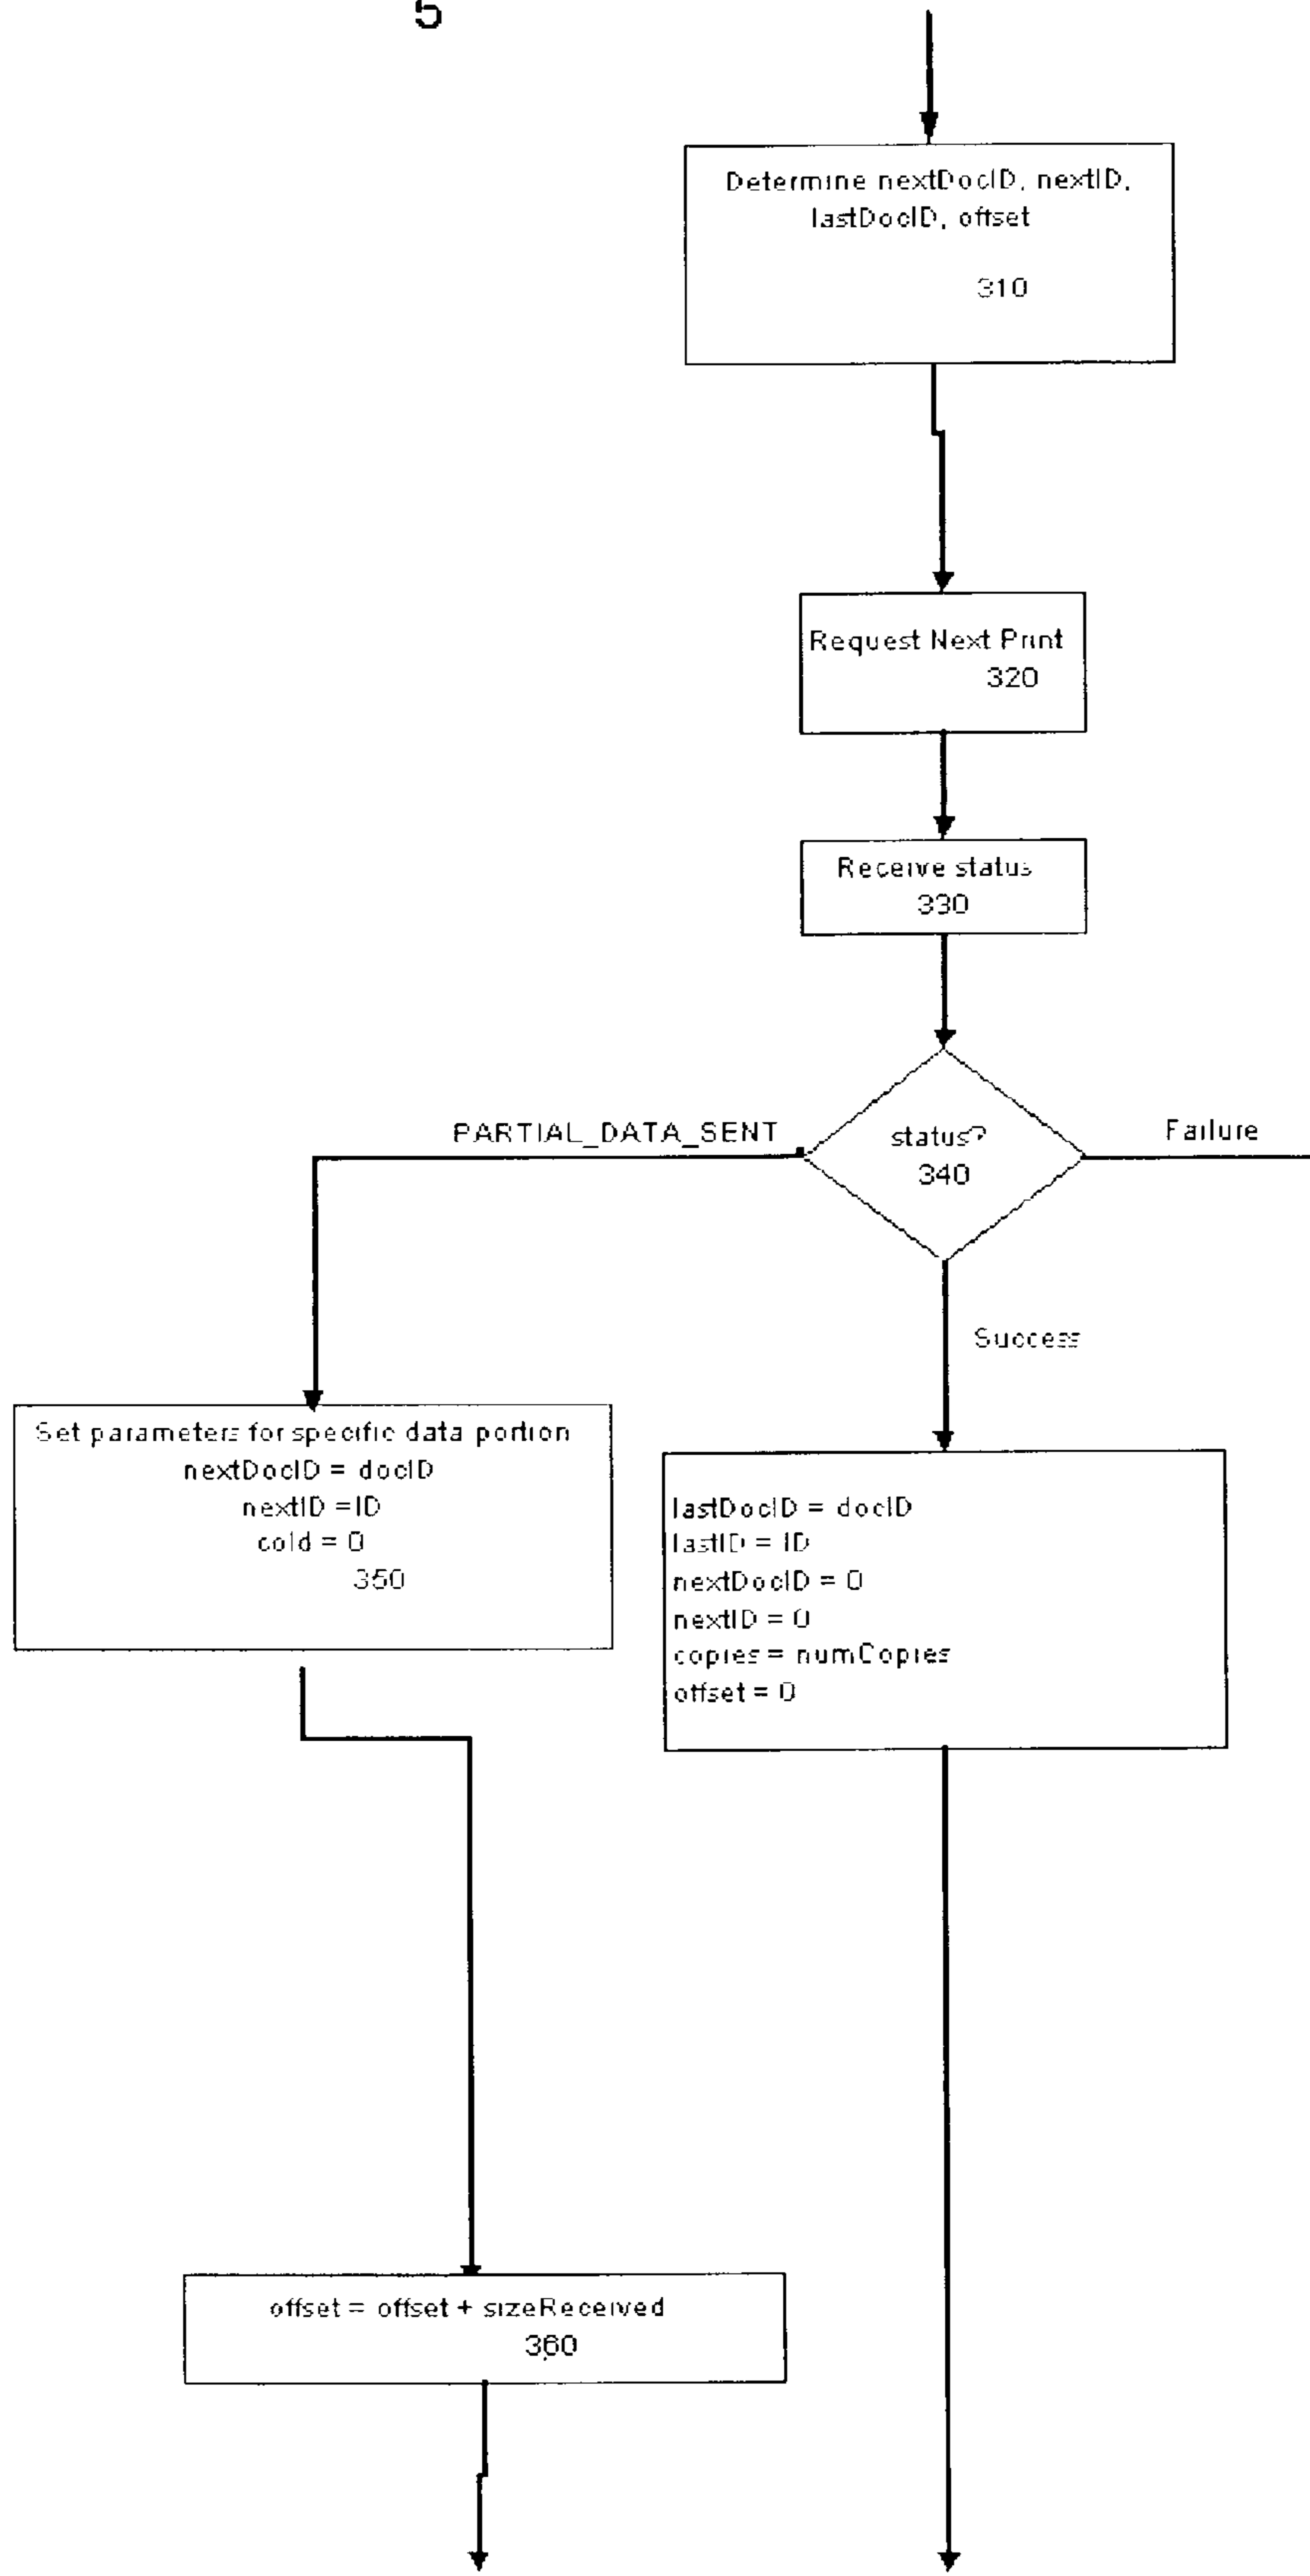 5
Determine nextDocID, nextID,
lastDocID, offset
310
Request Next Print
320
Receive status
330
PARTIAL_DATA_SENT
status?
340
Failure
Success
Set parameters for specific data portion
nextDocID = docID
nextID =ID
cold = 0
350
lastDocID = docID
lastID = ID
nextDocID = 0
nextID = 0
copies = numCopies
offset = 0
offset = offset + sizeReceived
360